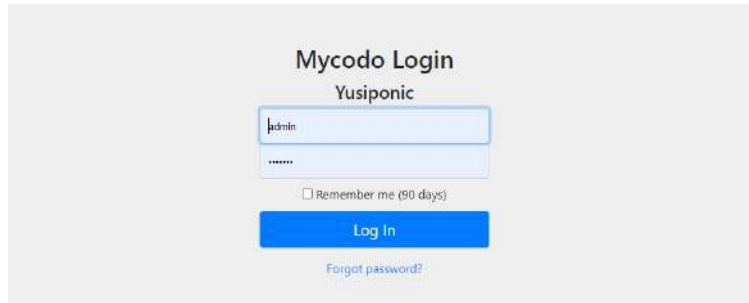 Mycodo Login
Yusiponic
admin
•••••••
Remember me (90 days)
Log In
Forgot password?